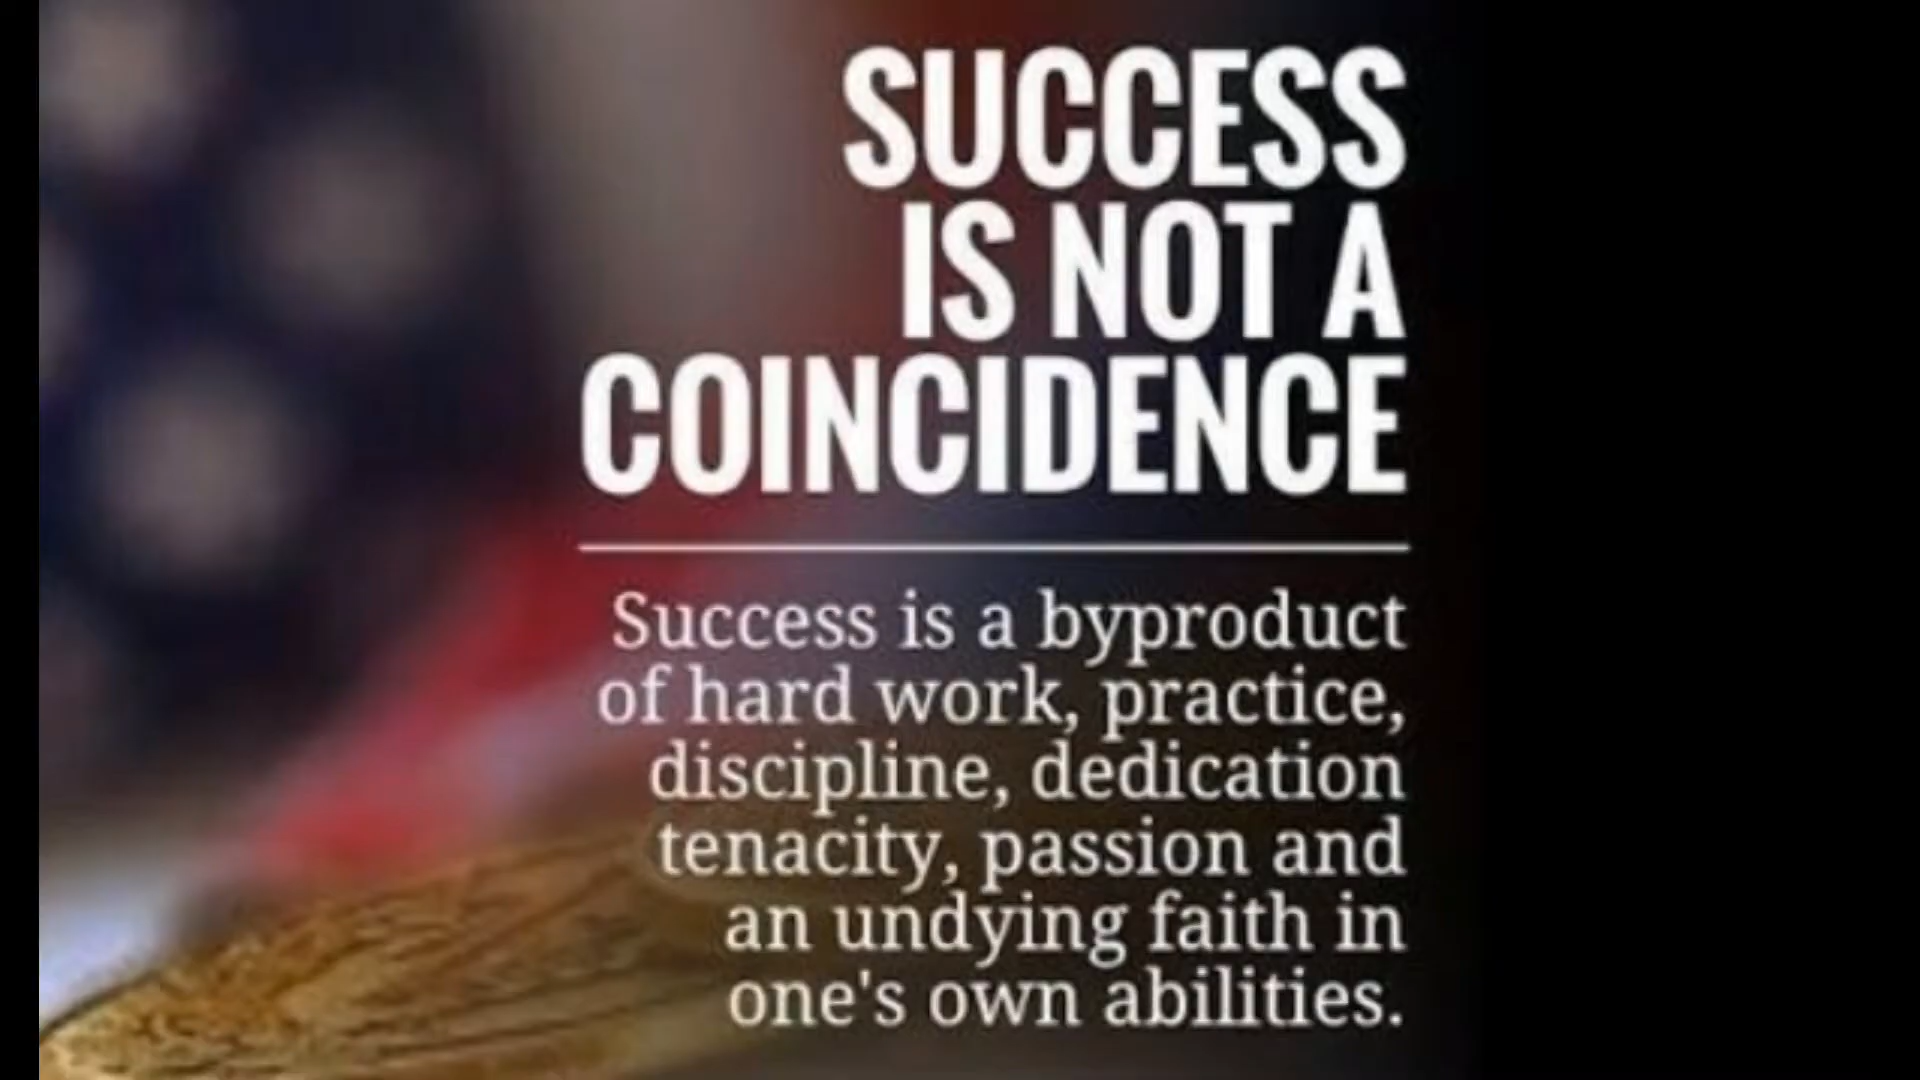 SUCCESS
IS NOT A
COINCIDENCE
Success is a byproduct
of hard work, practice,
discipline, dedication
tenacity, passion and
an undying faith in
one's own abilities.